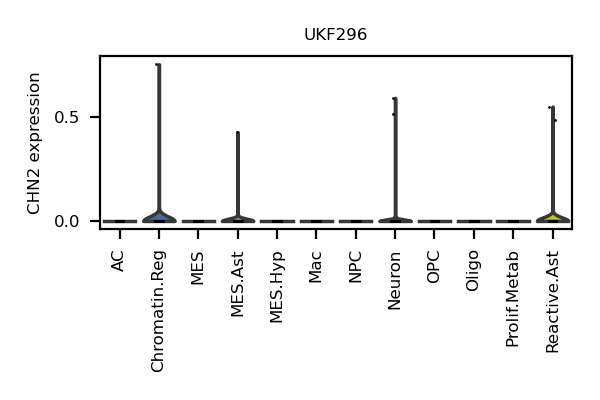 UKF296
CHN2 expression
0.5
0.0
AC
Chromatin.Reg
MES
MES.Ast
MES.Hyp
Mac
NPC
Neuron
OPC
Oligo
Prolif.Metab
Reactive.Ast